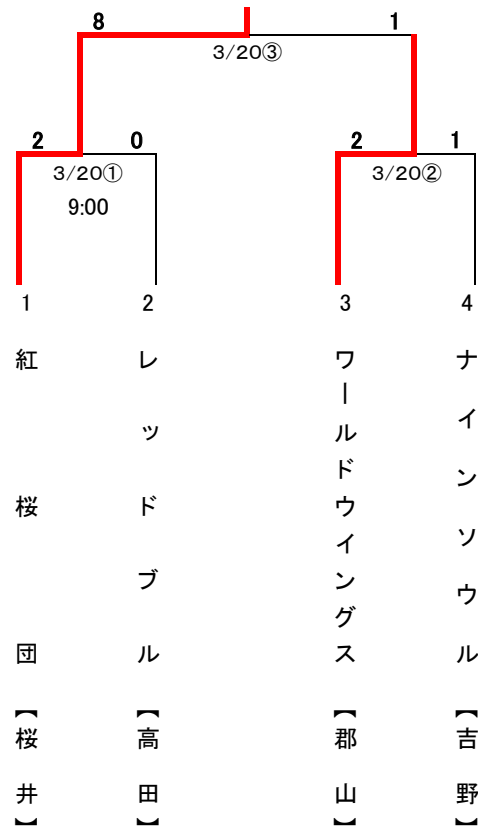 8 1
3/20③
2 0 2 1
3/20① 3/20②
9:00
1 2 3 4
紅桜団【桜井】
レッドブル【高田】
ワールドウイングス【郡山】
ナインソウル【吉野】